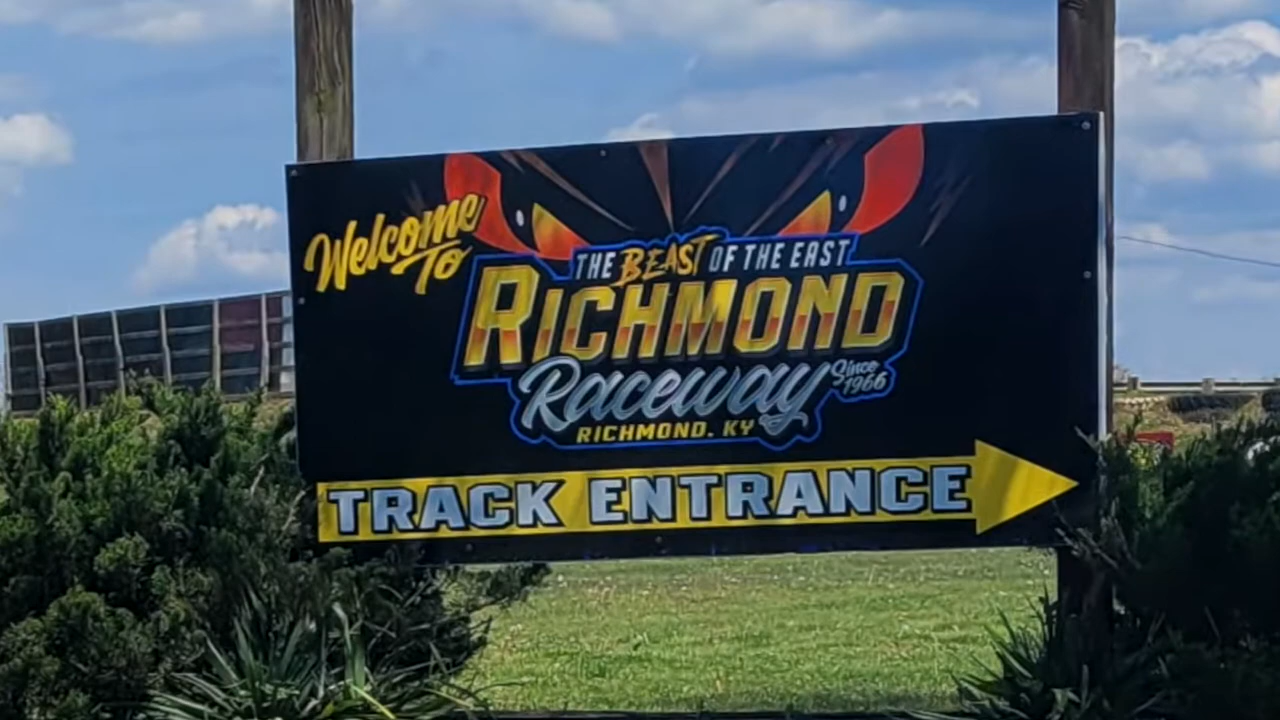 Welcome
To
THE BEAST OF THE EAST
RICHMOND
Raceway
Since
1966
RICHMOND. KY
TRACK ENTRANCE